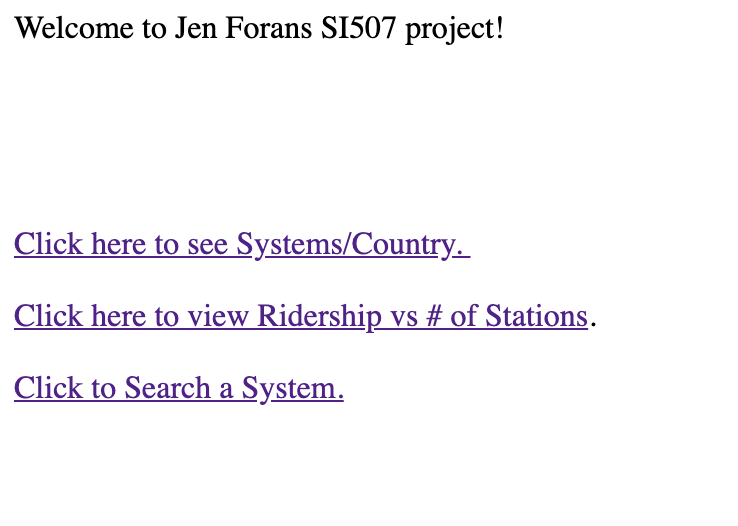 Welcome to Jen Forans SI507 project!
Click here to see Systems/Country.
Click here to view Ridership vs # of Stations.
Click to Search a System.